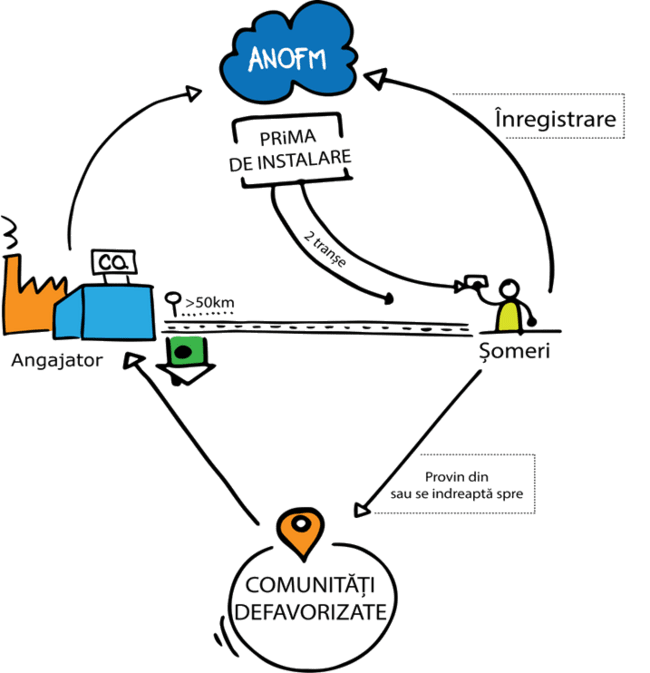 ANOFM
Înregistrare
PRiMA
DE INSTALARE
2 tranșe
CO.
>50km
Angajator
Șomeri
Provin din
sau se indreaptă spre
COMUNITĂȚI
DEFAVORIZATE